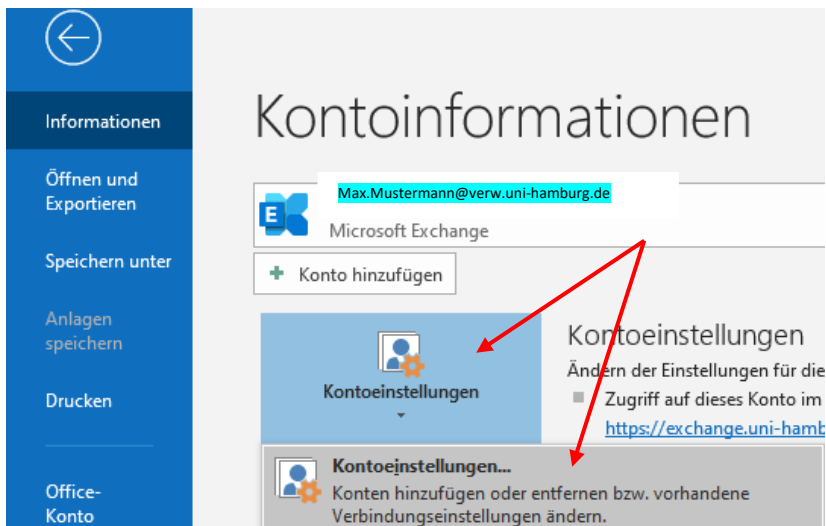 Informationen
Öffnen und
Exportieren
Speichern unter
Anlagen
speichern
Drucken
Office-
Konto
Kontoinformationen
Max.Mustermann@verw.uni-hamburg.de
E
Microsoft Exchange
Konto hinzufügen
Kontoeinstellungen
Kontoeinstellungen
Ändern der Einstellungen für die
Zugriff auf dieses Konto im
https://exchange.uni-hamb
Kontoeinstellungen...
Konten hinzufügen oder entfernen bzw. vorhandene
Verbindungseinstellungen ändern.